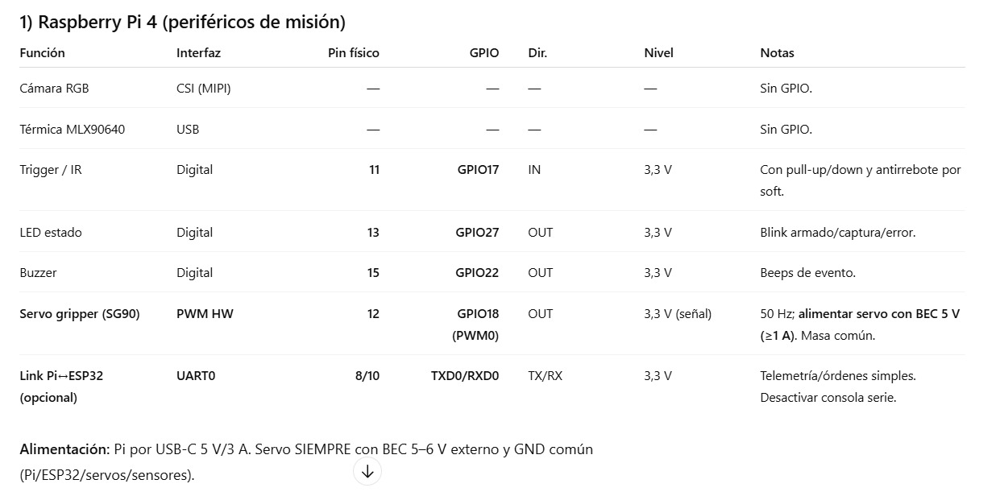 1) Raspberry Pi 4 (periféricos de misión)
Función Interfaz Pin físico GPIO Dir. Nivel Notas
Cámara RGB CSI (MIPI) — — — — Sin GPIO.
Térmica MLX90640 USB — — — — Sin GPIO.
Trigger / IR Digital 11 GPIO17 IN 3,3 V Con pull-up/down y antirrebote por
soft.
LED estado Digital 13 GPIO27 OUT 3,3 V Blink armado/captura/error.
Buzzer Digital 15 GPIO22 OUT 3,3 V Beeps de evento.
Servo gripper (SG90) PWM HW 12 GPIO18 OUT 3,3 V (señal) 50 Hz; alimentar servo con BEC 5 V
(PWM0) (≥1 A). Masa común.
Link Pi↔ESP32 UART0 8/10 TXD0/RXD0 TX/RX 3,3 V Telemetría/órdenes simples.
(opcional) Desactivar consola serie.
Alimentación: Pi por USB-C 5 V/3 A. Servo SIEMPRE con BEC 5–6 V externo y GND común
(Pi/ESP32/servos/sensores).